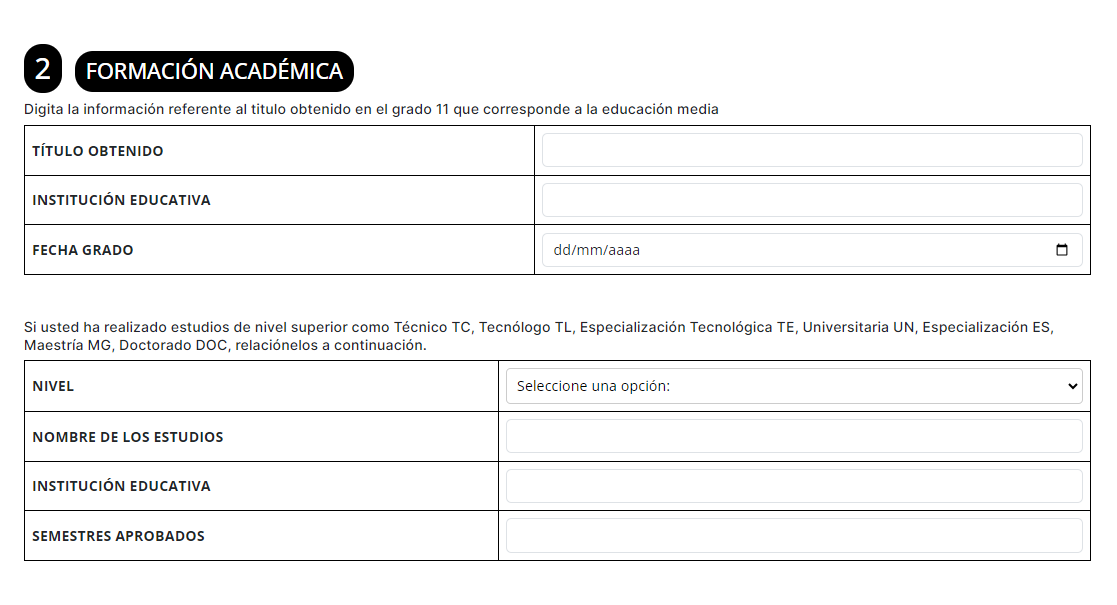 2 FORMACIÓN ACADÉMICA
Digita la información referente al titulo obtenido en el grado 11 que corresponde a la educación media
TÍTULO OBTENIDO
INSTITUCIÓN EDUCATIVA
FECHA GRADO dd/mm/aaaa
Si usted ha realizado estudios de nivel superior como Técnico TC, Tecnólogo TL, Especialización Tecnológica TE, Universitaria UN, Especialización ES,
Maestría MG, Doctorado DOC, relaciónelos a continuación.
NIVEL Seleccione una opción:
NOMBRE DE LOS ESTUDIOS
INSTITUCIÓN EDUCATIVA
SEMESTRES APROBADOS